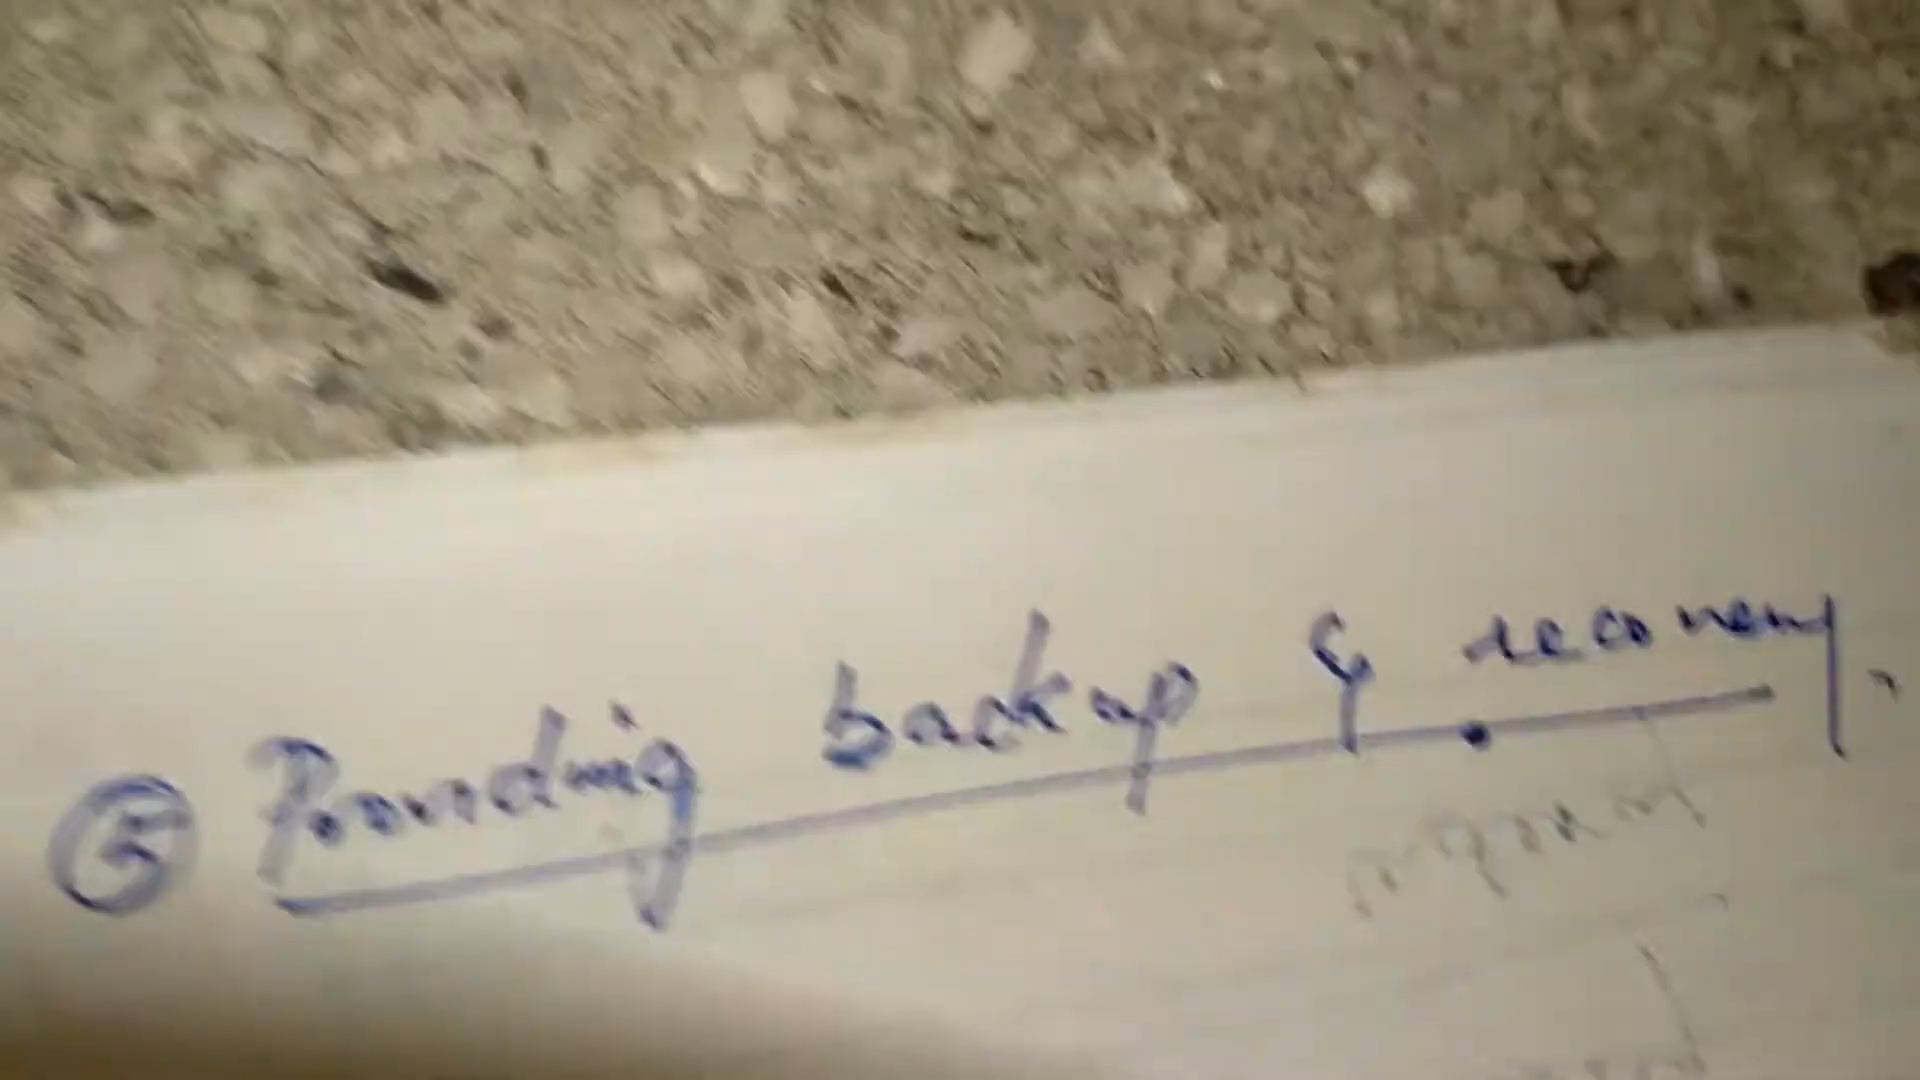 ⑤ Providing backup & recovery.